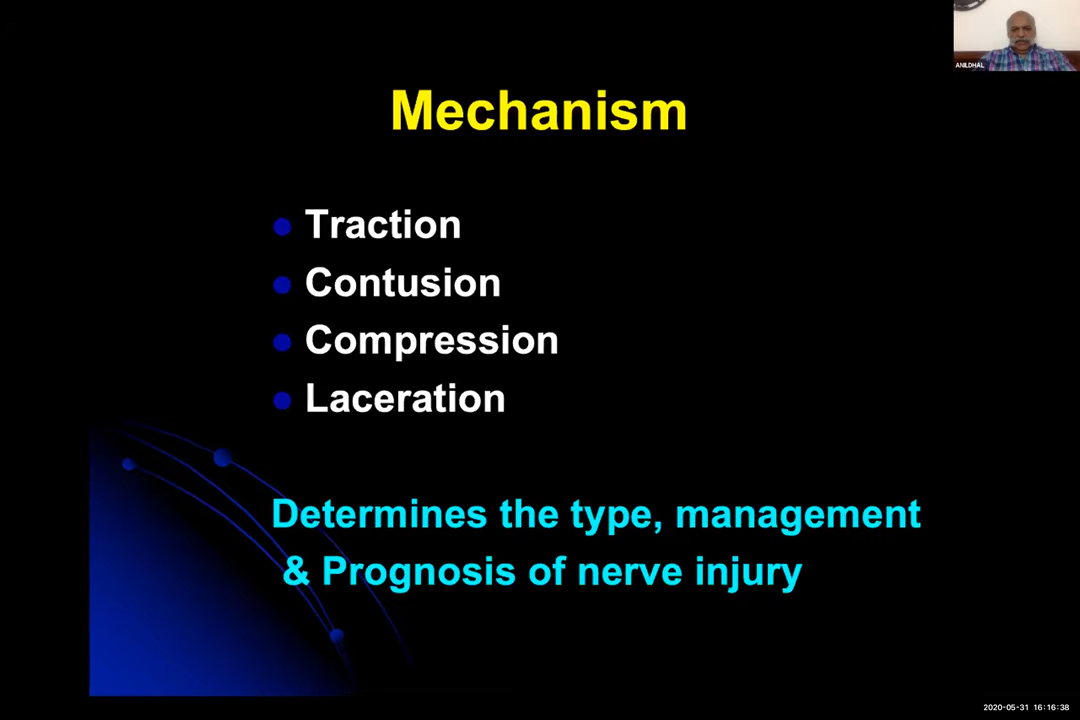 ANILDHAL
Mechanism
Traction
Contusion
Compression
Laceration
Determines the type, management
& Prognosis of nerve injury
2020-05-31 16:16:38